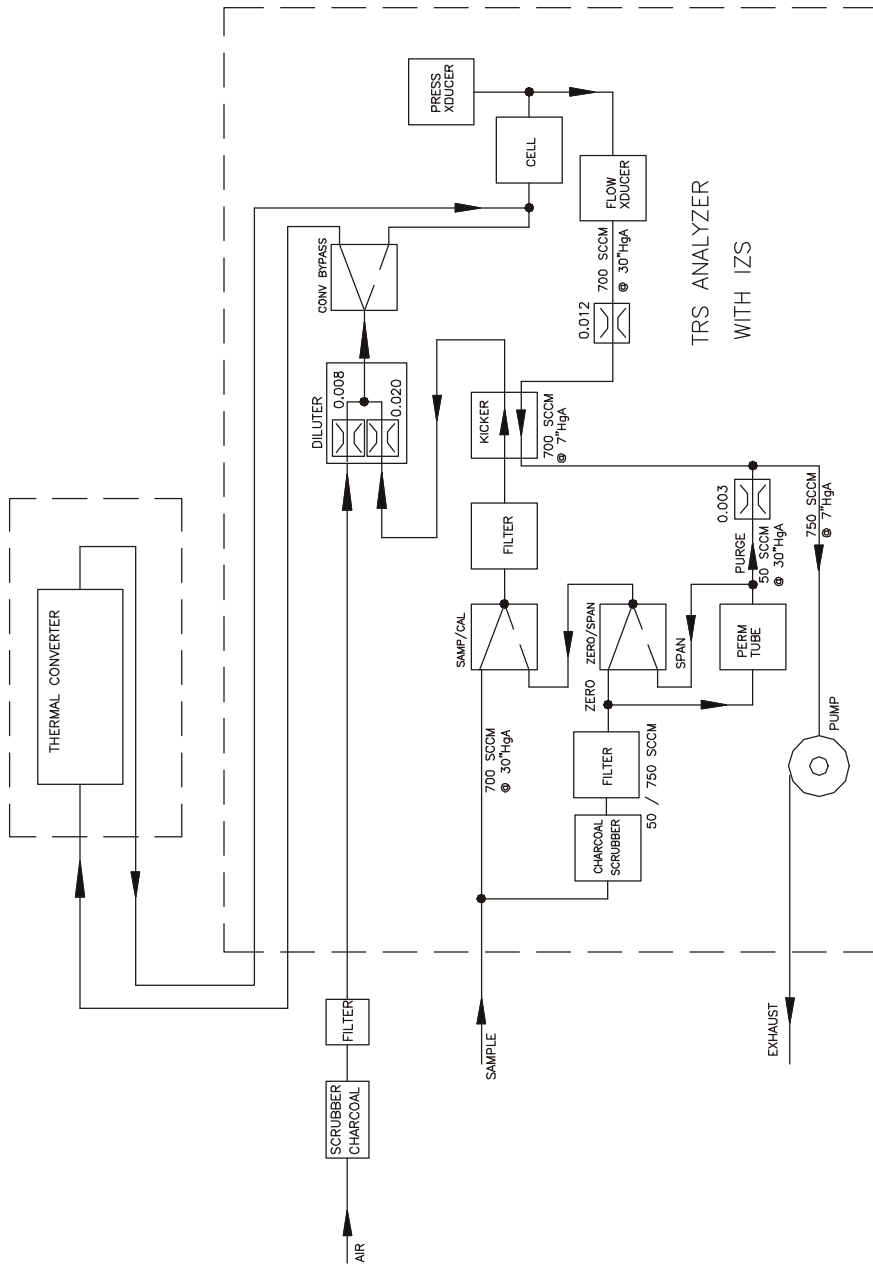 THERMAL CONVERTER
AIR
SCRUBBER
CHARCOAL
FILTER
DILUTER
0.008
0.020
CONV BYPASS
PRESS
XDUCER
CELL
FLOW
XDUCER
700 SCCM
@ 30"HgA
0.012
SAMPLE
700 SCCM
@ 30"HgA
SAMP/CAL
FILTER
KICKER
700 SCCM
@ 7"HgA
CHARCOAL
SCRUBBER
FILTER
50 / 750 SCCM
ZERO
ZERO/SPAN
SPAN
PERM
TUBE
PURGE
50 SCCM
@ 30"HgA
0.003
750 SCCM
@ 7"HgA
PUMP
EXHAUST
TRS ANALYZER
WITH IZS